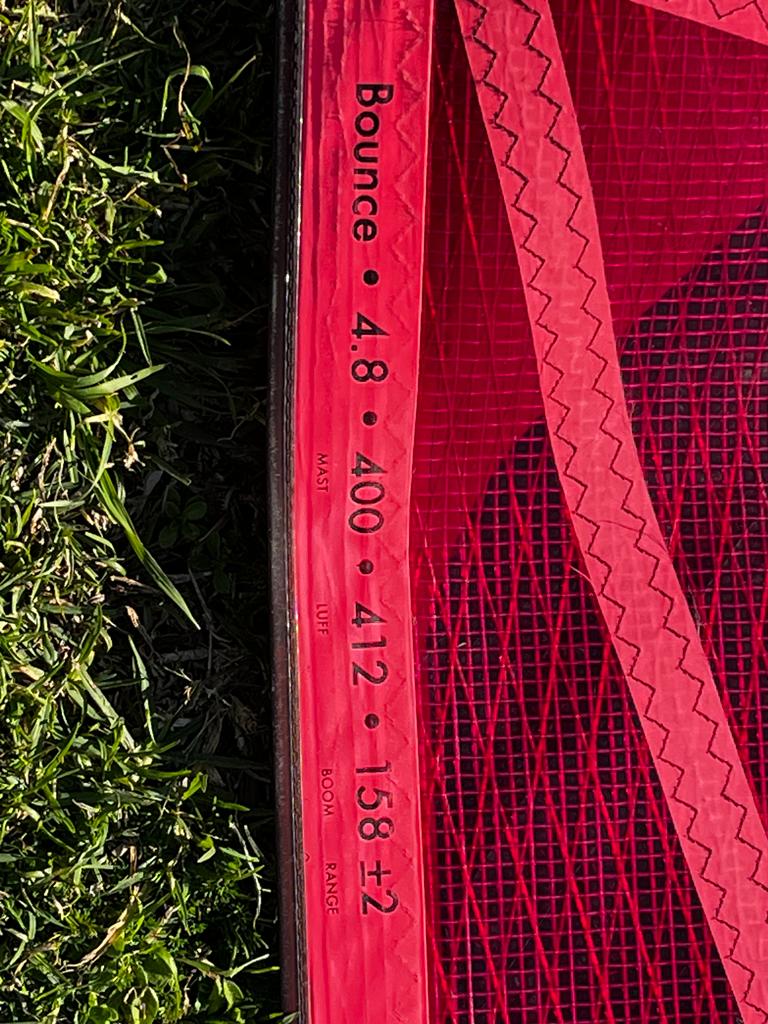 Bounce • 4.8 • 400 • 412 • 158 ±2
MAST LUFF BOOM RANGE